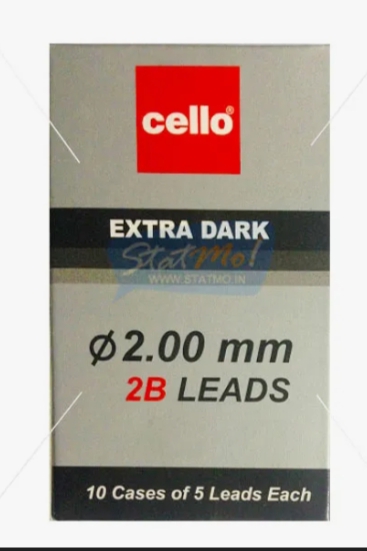 cello®
EXTRA DARK
StatMo!
WWW.STATMO.IN
Ø2.00 mm
2B LEADS
10 Cases of 5 Leads Each